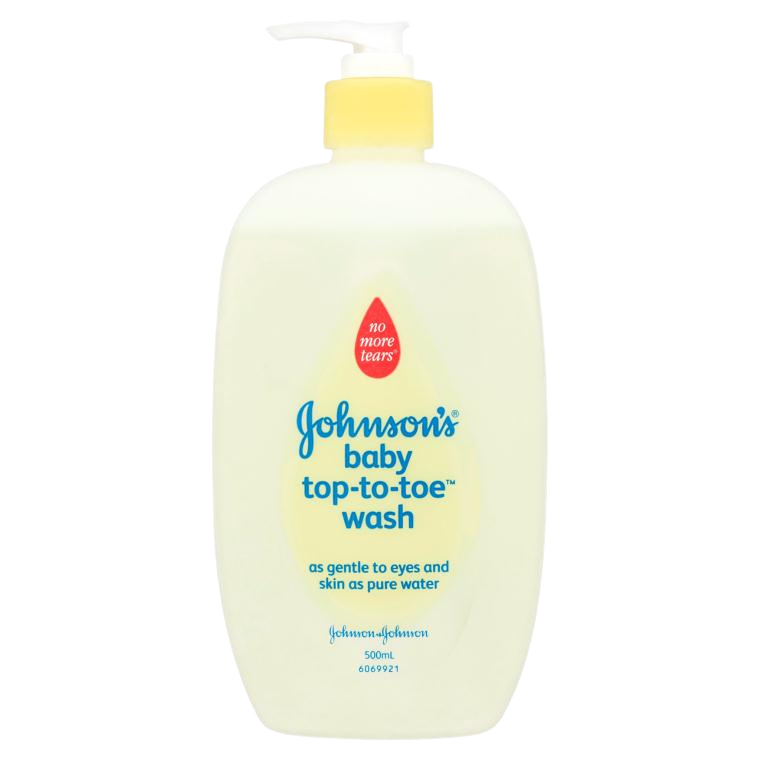 no
more
tears®
Johnson's®
baby
top-to-toe™
wash
as gentle to eyes and
skin as pure water
Johnson & Johnson
500mL
6069921